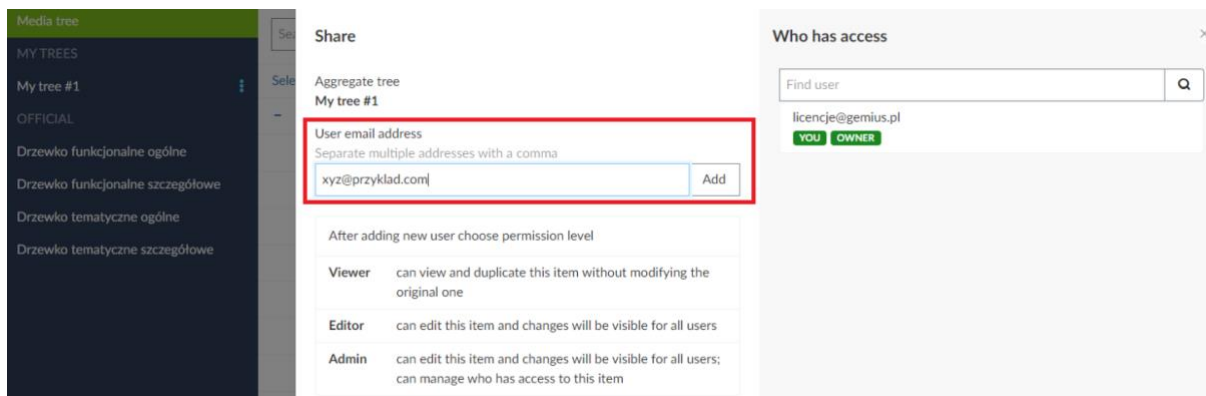 Media tree
MY TREES
My tree #1
OFFICIAL
Drzewko funkcjonalne ogólne
Drzewko funkcjonalne szczegółowe
Drzewko tematyczne ogólne
Drzewko tematyczne szczegółowe
Share
Aggregate tree
My tree #1
User email address
Separate multiple addresses with a comma
xyz@przyklad.com
Add
After adding new user choose permission level
Viewer can view and duplicate this item without modifying the
original one
Editor can edit this item and changes will be visible for all users
Admin can edit this item and changes will be visible for all users;
can manage who has access to this item
Who has access
Find user
licencje@gemius.pl
YOU OWNER